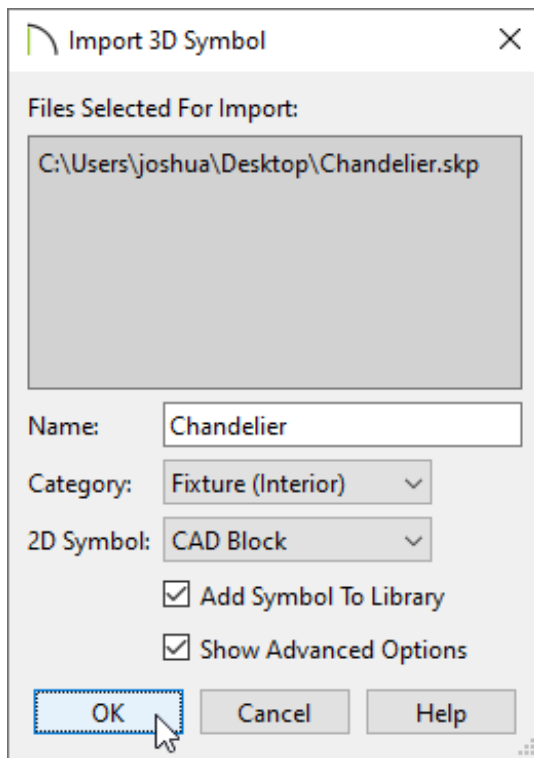 Import 3D Symbol
Files Selected For Import:
C:\Users\joshua\Desktop\Chandelier.skp
Name: Chandelier
Category: Fixture (Interior)
2D Symbol: CAD Block
Add Symbol To Library
Show Advanced Options
OK Cancel Help